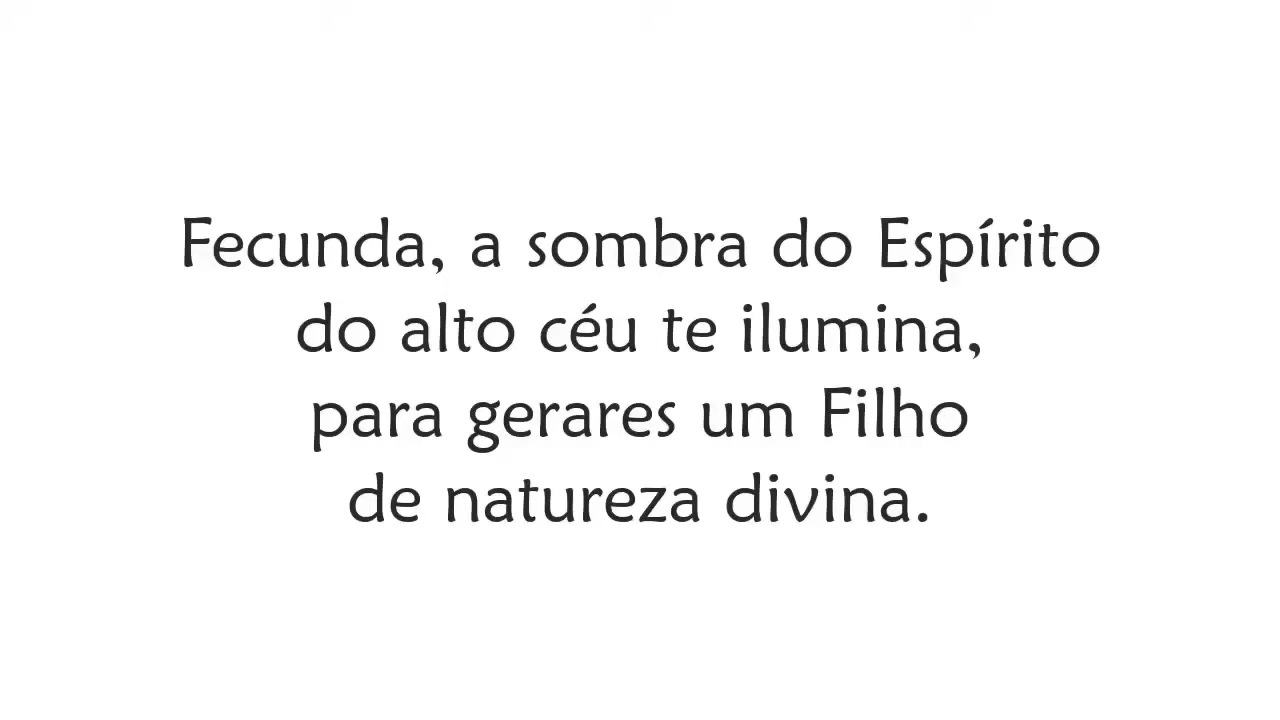 Fecunda, a sombra do Espírito
do alto céu te ilumina,
para gerares um Filho
de natureza divina.